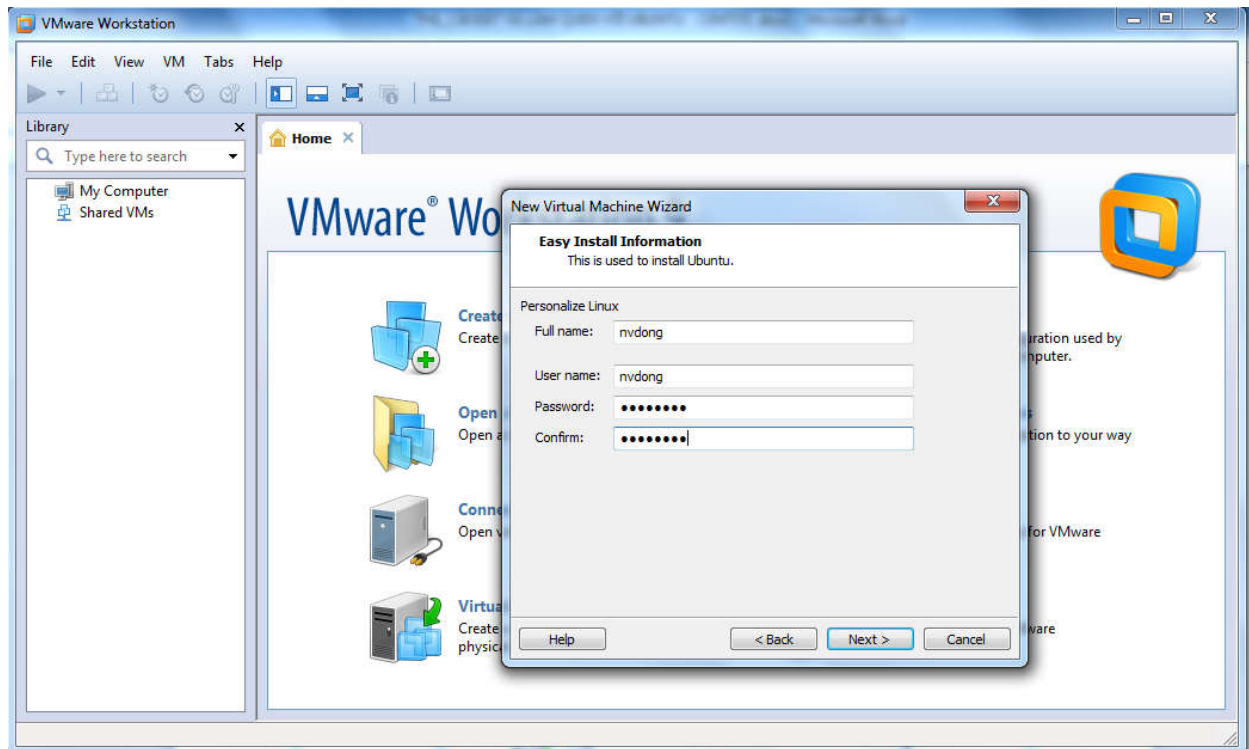 VMware Workstation
File Edit View VM Tabs Help
Library
Type here to search
My Computer
Shared VMs
Home
VMware® Wo
Create
Create
uration used by
mputer.
Open
Open a
tion to your way
Conne
Open v
for VMware
Virtua
Create
physic
ware
New Virtual Machine Wizard
Easy Install Information
This is used to install Ubuntu.
Personalize Linux
Full name: nvdong
User name: nvdong
Password: ●●●●●●●●
Confirm: ●●●●●●●●
Help < Back Next > Cancel